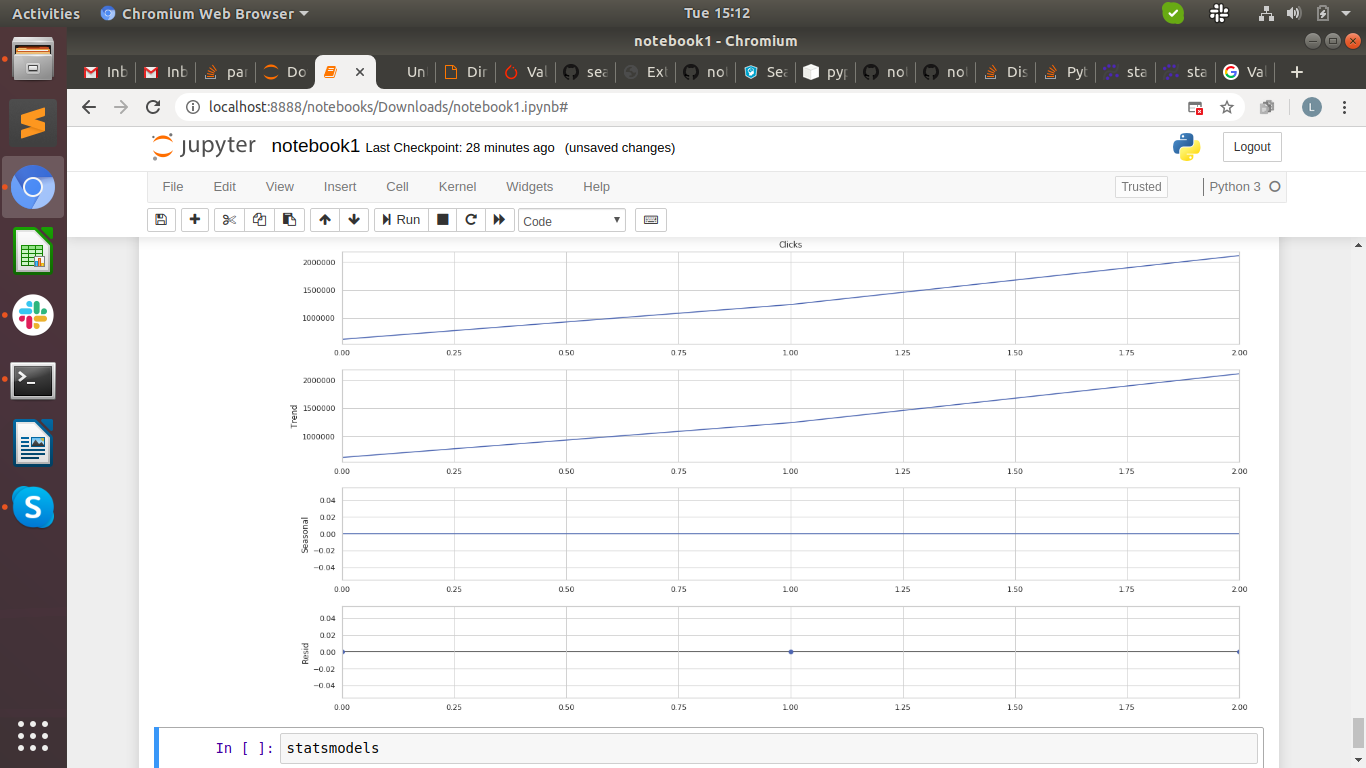 Activities Chromium Web Browser Tue 15:12
notebook1 - Chromium
Inb Inb par Do Un Dir Val sea Ext not Sea pyp not not Dis Pyt sta sta Val
localhost:8888/notebooks/Downloads/notebook1.ipynb# L
jupyter notebook1 Last Checkpoint: 28 minutes ago (unsaved changes) Logout
File Edit View Insert Cell Kernel Widgets Help Trusted Python 3
Run Code
Clicks
2000000
1500000
1000000
0.00 0.25 0.50 0.75 1.00 1.25 1.50 1.75 2.00
Trend
2000000
1500000
1000000
0.00 0.25 0.50 0.75 1.00 1.25 1.50 1.75 2.00
Seasonal
0.04
0.02
0.00
−0.02
−0.04
0.00 0.25 0.50 0.75 1.00 1.25 1.50 1.75 2.00
Resid
0.04
0.02
0.00
−0.02
−0.04
0.00 0.25 0.50 0.75 1.00 1.25 1.50 1.75 2.00
In [ ]: statsmodels